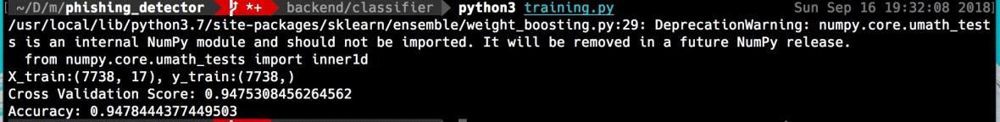 ~/D/m/phishing_detector *+ backend/classifier python3 training.py Sun Sep 16 19:32:08 2018
/usr/local/lib/python3.7/site-packages/sklearn/ensemble/weight_boosting.py:29: DeprecationWarning: numpy.core.umath_test
s is an internal NumPy module and should not be imported. It will be removed in a future NumPy release.
from numpy.core.umath_tests import inner1d
X_train:(7738, 17), y_train:(7738,)
Cross Validation Score: 0.9475308456264562
Accuracy: 0.9478444377449503